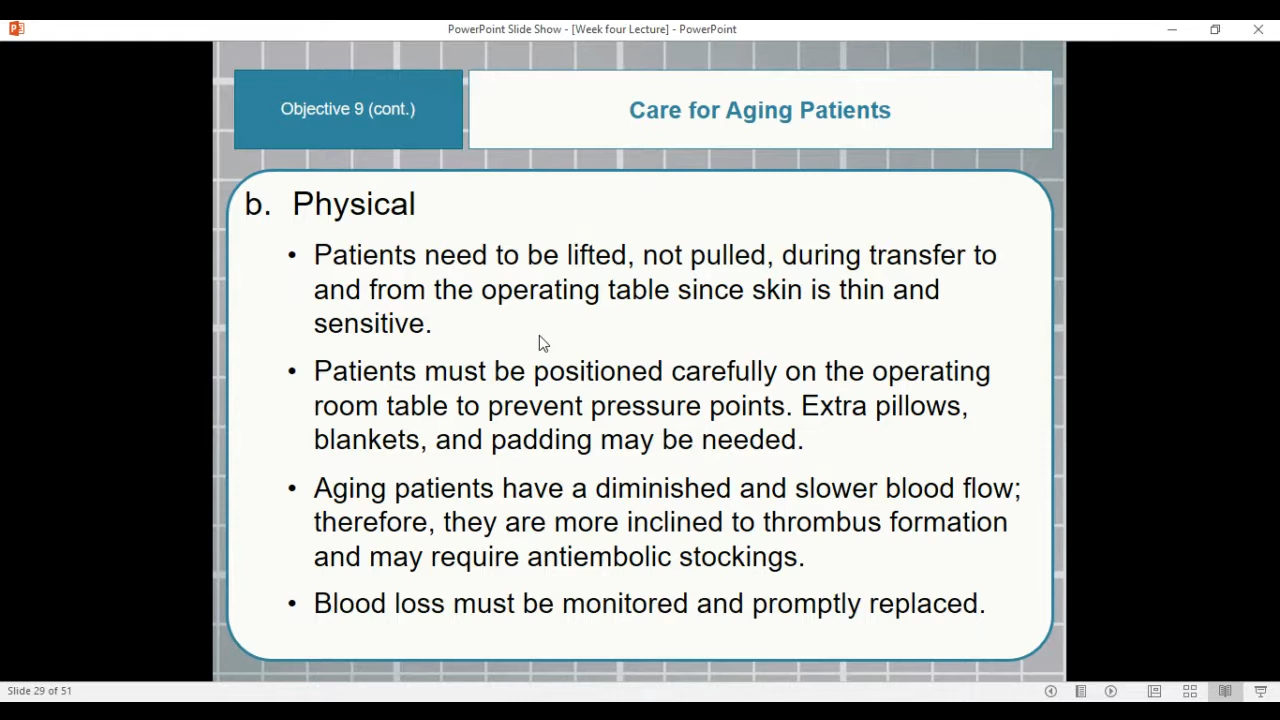 PowerPoint Slide Show - [Week four Lecture] - PowerPoint
Objective 9 (cont.)
Care for Aging Patients
b. Physical
• Patients need to be lifted, not pulled, during transfer to
and from the operating table since skin is thin and
sensitive.
• Patients must be positioned carefully on the operating
room table to prevent pressure points. Extra pillows,
blankets, and padding may be needed.
• Aging patients have a diminished and slower blood flow;
therefore, they are more inclined to thrombus formation
and may require antiembolic stockings.
• Blood loss must be monitored and promptly replaced.
Slide 29 of 51